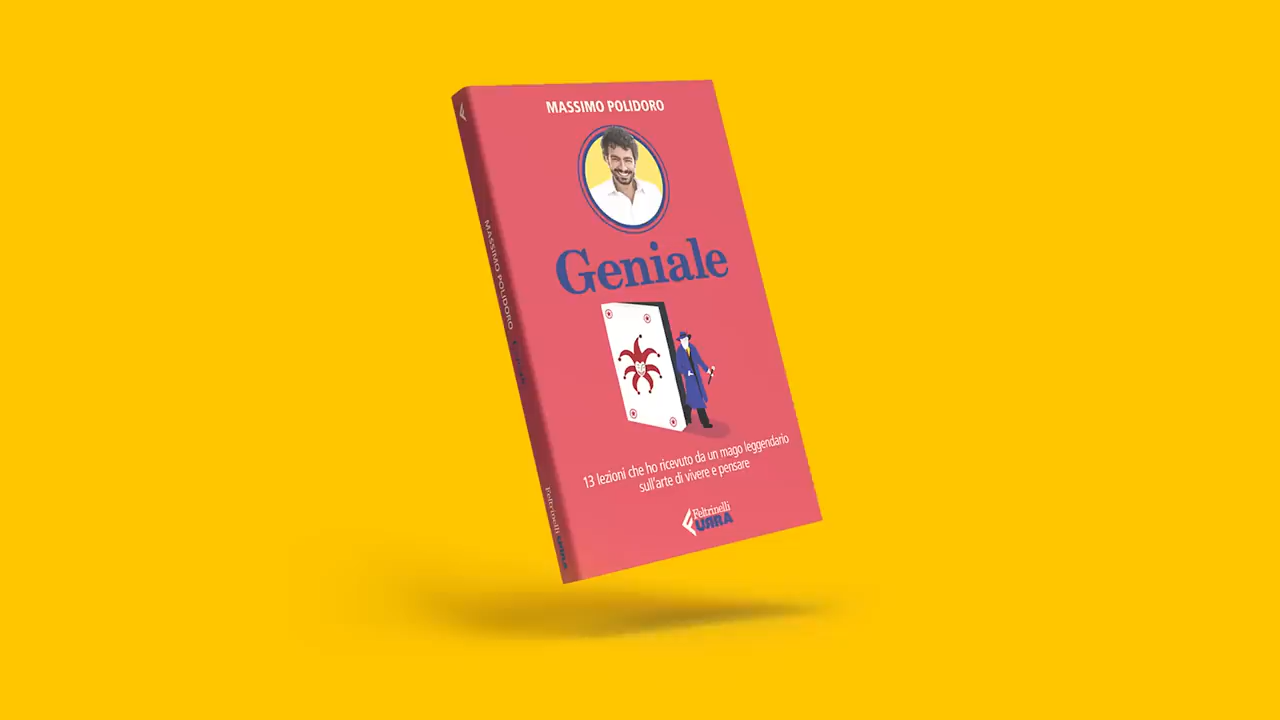 MASSIMO POLIDORO
Geniale
13 lezioni che ho ricevuto da un mago leggendario
sull'arte di vivere e pensare
Feltrinelli
URRA
MASSIMO POLIDORO
Feltrinelli URRA